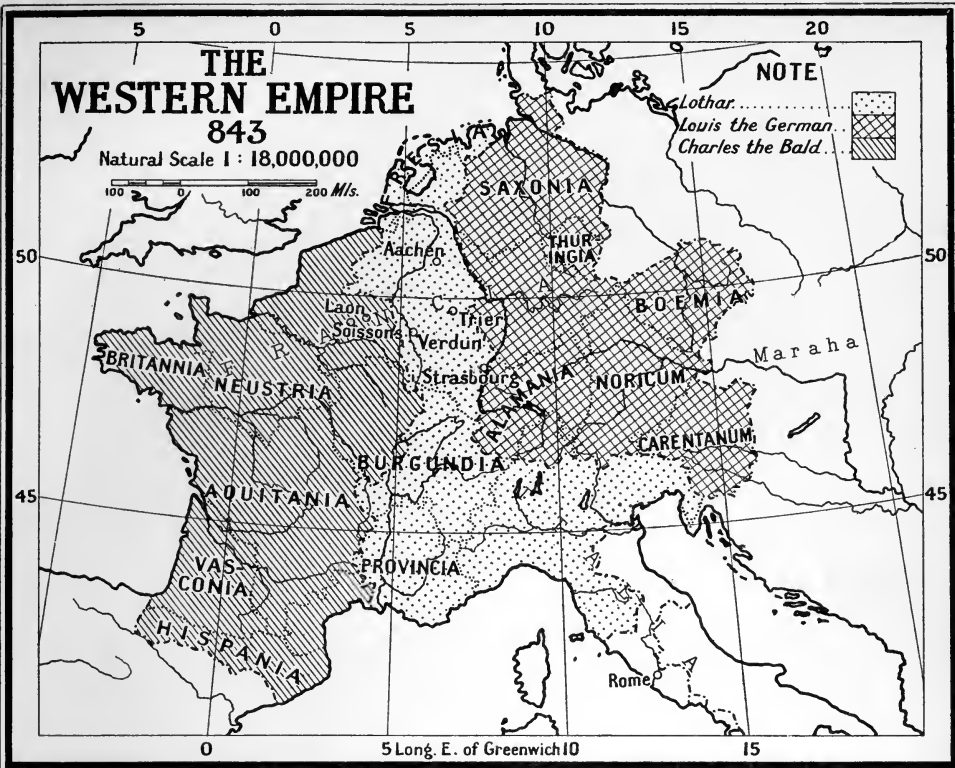 5 0 5 10 15 20
THE
WESTERN EMPIRE
843
Natural Scale 1 : 18,000,000
100 0 100 200 Mls.
NOTE
Lothar
Louis the German
Charles the Bald
FRESIA
SAXONIA
THUR-
INGIA
Aachen
50 50
BOEMIA
Laon
Soissons
Trier
Verdun
FRANCIA
Maraha
BRITANNIA
NEUSTRIA
Strasbourg
ALAMANIA
NORICUM
CARENTANUM
BURGUNDIA
45 45
AQUITANIA
VAS-
CONIA
PROVINCIA
HISPANIA
Rome
0 5 Long. E. of Greenwich 10 15